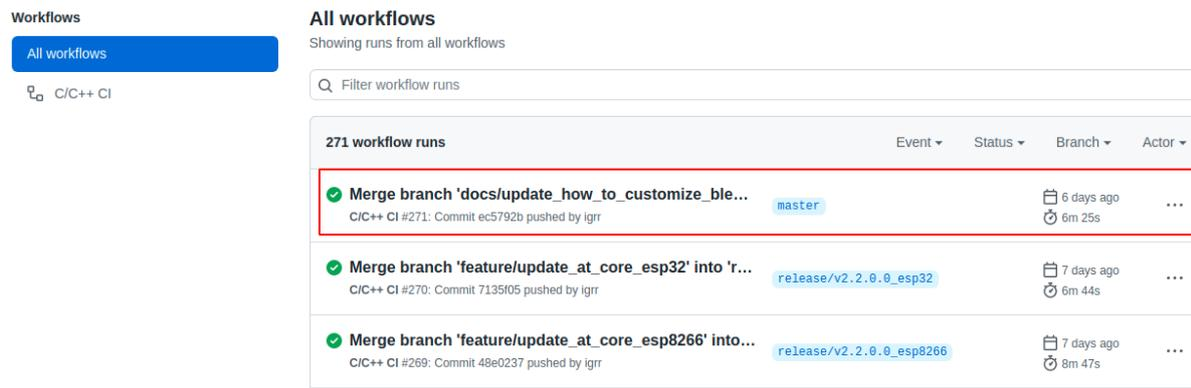 Workflows
All workflows
C/C++ CI
All workflows
Showing runs from all workflows
Filter workflow runs
271 workflow runs
Event
Status
Branch
Actor
Merge branch 'docs/update_how_to_customize_ble...
C/C++ CI #271: Commit ec5792b pushed by igrr
master
6 days ago
6m 25s
Merge branch 'feature/update_at_core_esp32' into 'r...
C/C++ CI #270: Commit 7135f05 pushed by igrr
release/v2.2.0.0_esp32
7 days ago
6m 44s
Merge branch 'feature/update_at_core_esp8266' into...
C/C++ CI #269: Commit 48e0237 pushed by igrr
release/v2.2.0.0_esp8266
7 days ago
8m 47s